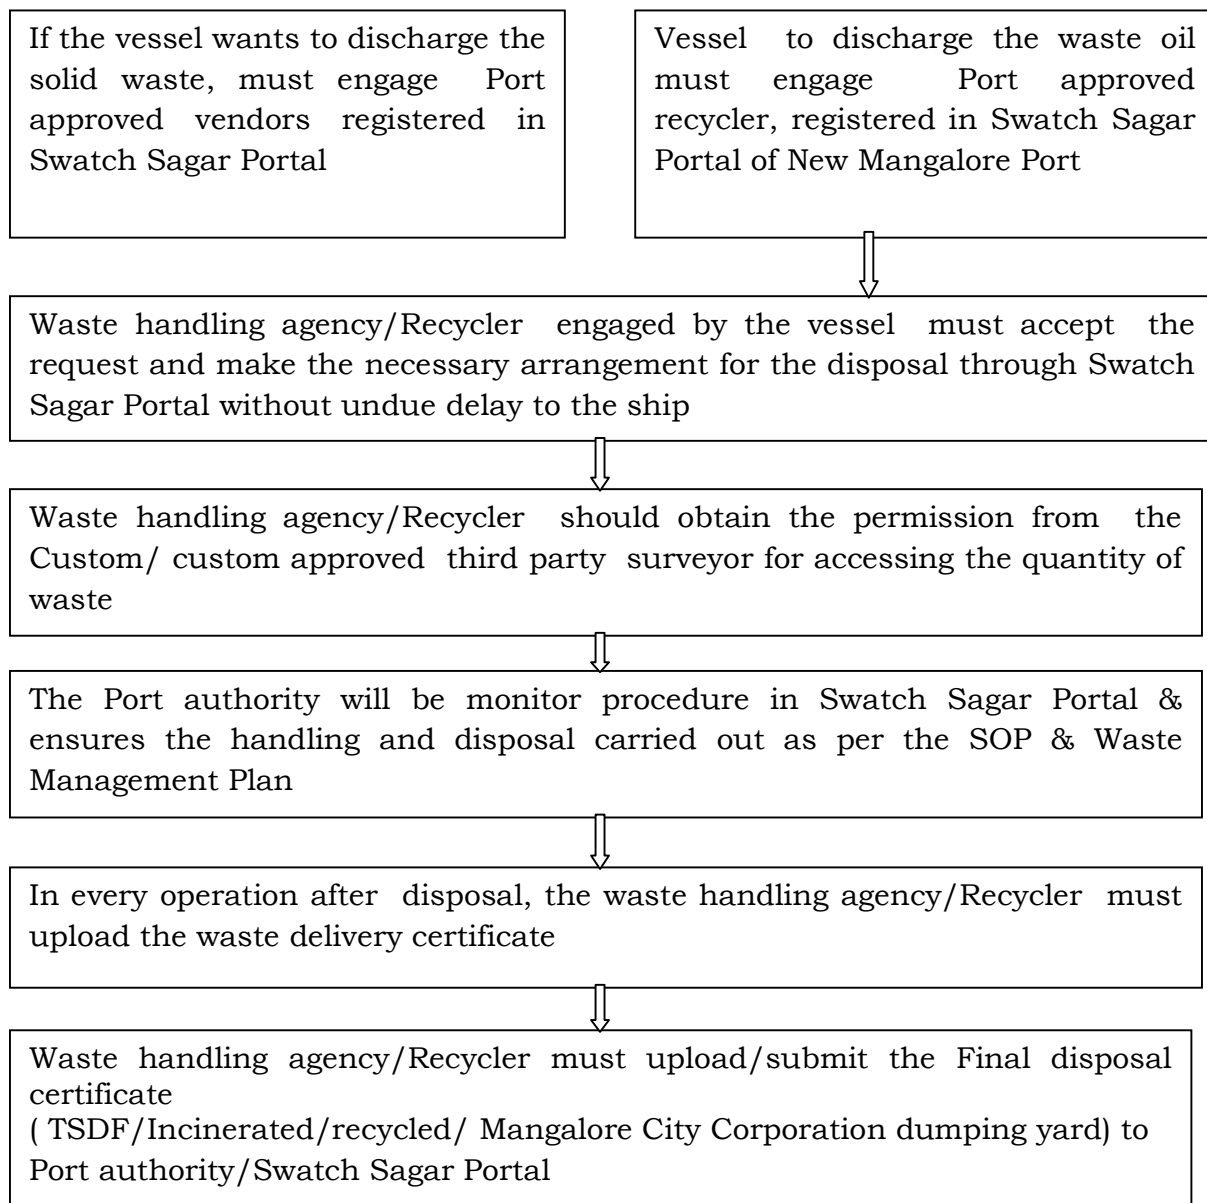 If the vessel wants to discharge the
solid waste, must engage Port
approved vendors registered in
Swatch Sagar Portal
Vessel to discharge the waste oil
must engage Port approved
recycler, registered in Swatch Sagar
Portal of New Mangalore Port
Waste handling agency/Recycler engaged by the vessel must accept the
request and make the necessary arrangement for the disposal through Swatch
Sagar Portal without undue delay to the ship
Waste handling agency/Recycler should obtain the permission from the
Custom/ custom approved third party surveyor for accessing the quantity of
waste
The Port authority will be monitor procedure in Swatch Sagar Portal &
ensures the handling and disposal carried out as per the SOP & Waste
Management Plan
In every operation after disposal, the waste handling agency/Recycler must
upload the waste delivery certificate
Waste handling agency/Recycler must upload/submit the Final disposal
certificate
( TSDF/Incinerated/recycled/ Mangalore City Corporation dumping yard) to
Port authority/Swatch Sagar Portal